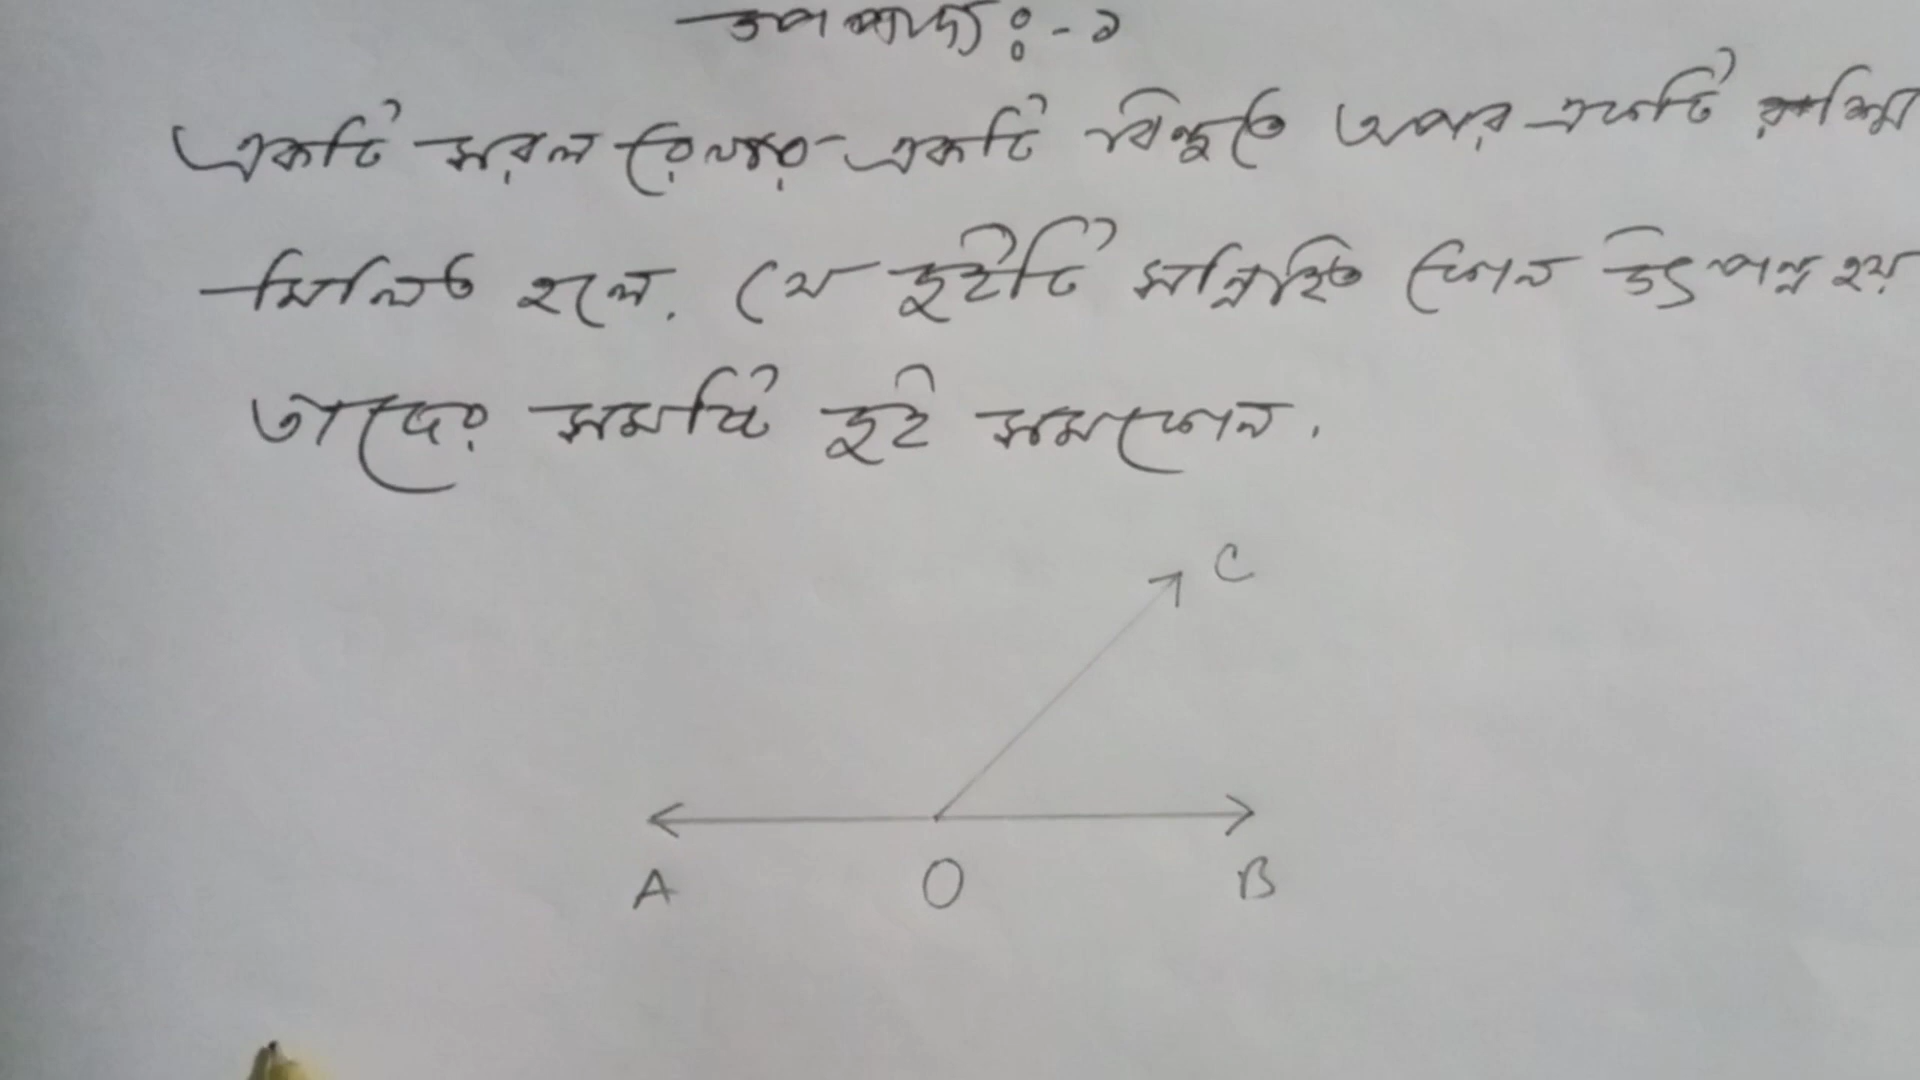 উপপাদ্য :- ১
একটি সরল রেখার একটি বিন্দুতে অপর একটি রশ্মি
মিলিত হলে, যে দুইটি সন্নিহিত কোন উৎপন্ন হয়
তাদের সমষ্টি দুই সমকোন.
C
A O B